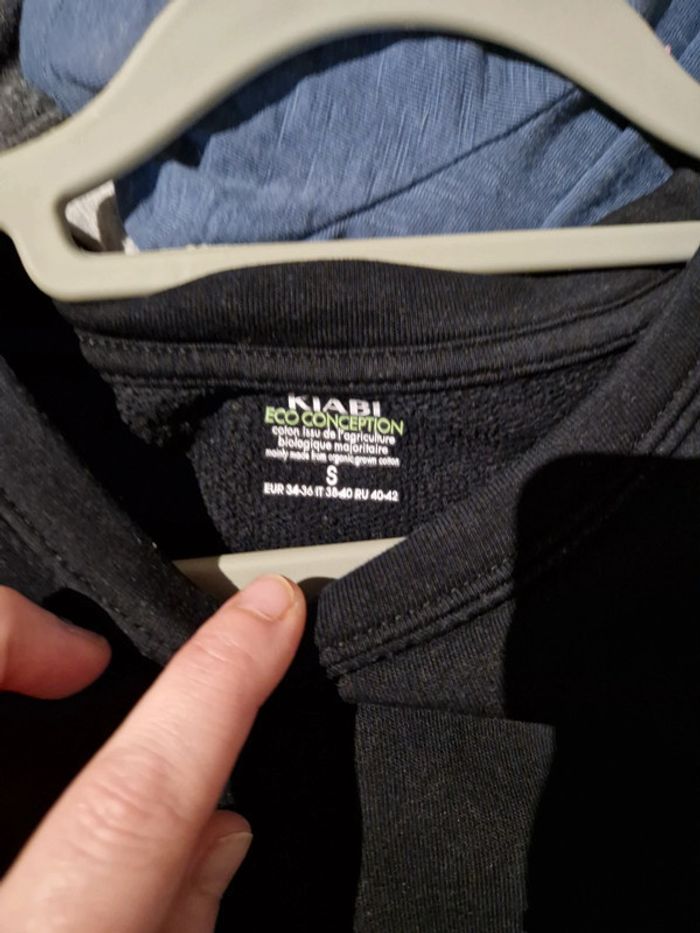 KIABI
ECO CONCEPTION
coton issu de l'agriculture
biologique majoritaire
mainly made from organic grown cotton
S
EUR 34-36 IT 38-40 RU 40-42